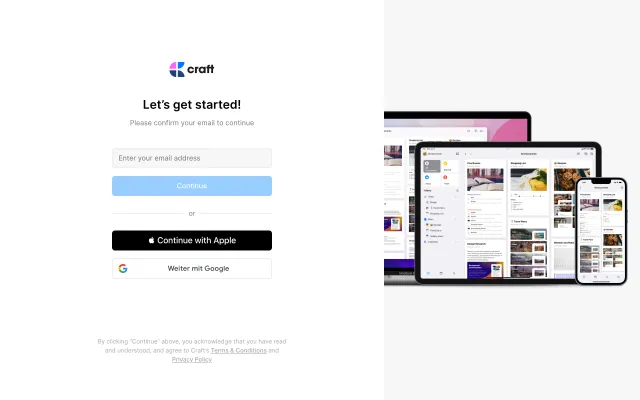 craft
Let's get started!
Please confirm your email to continue
Enter your email address
Continue
or
Continue with Apple
Weiter mit Google
By clicking "Continue" above, you acknowledge that you have read
and understood, and agree to Craft's Terms & Conditions and
Privacy Policy